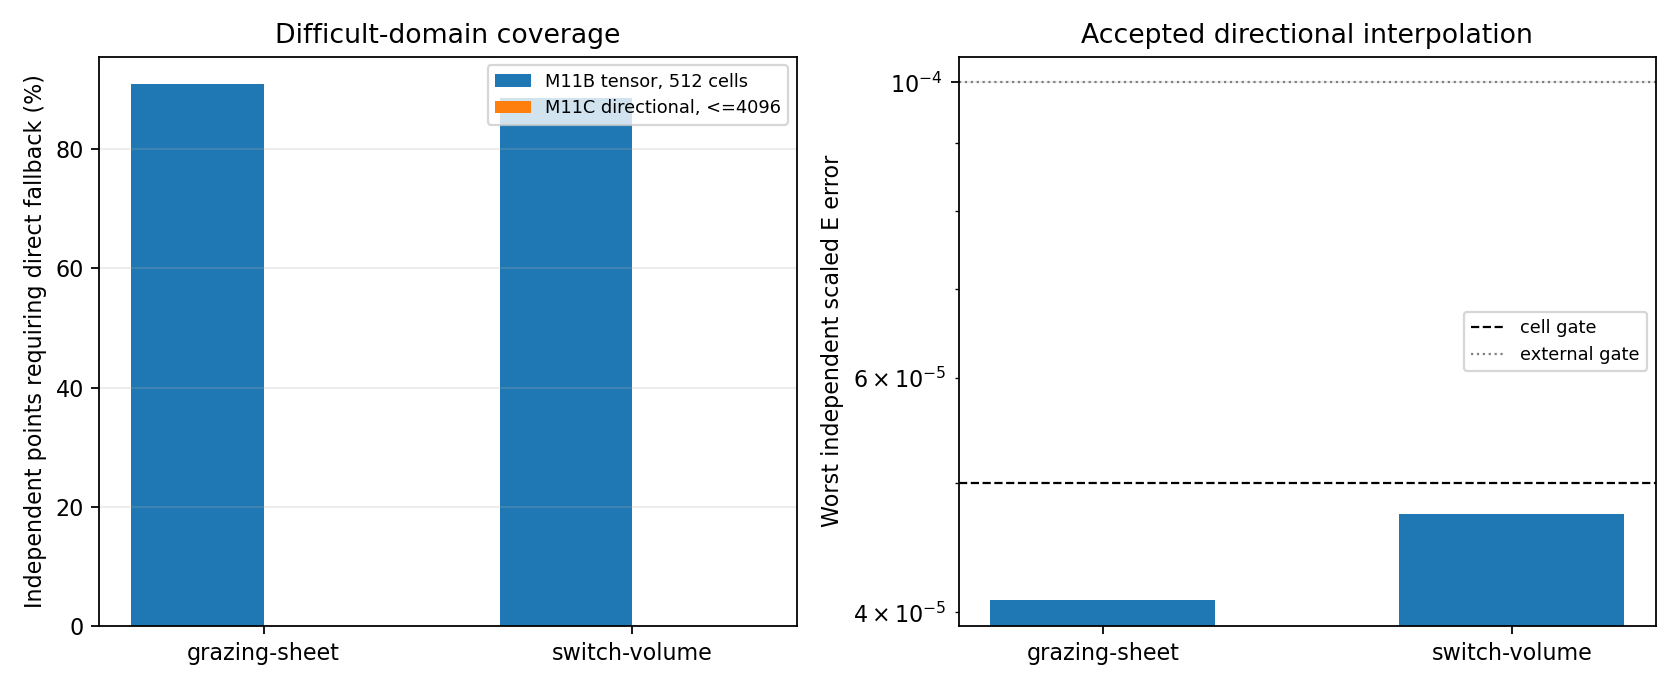 Difficult-domain coverage
Independent points requiring direct fallback (%)
80
60
40
20
0
M11B tensor, 512 cells
M11C directional, <=4096
grazing-sheet
switch-volume
Accepted directional interpolation
Worst independent scaled E error
10⁻⁴
6 × 10⁻⁵
4 × 10⁻⁵
cell gate
external gate
grazing-sheet
switch-volume